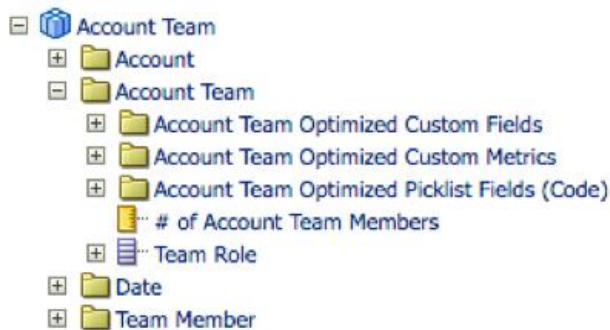 Account Team
Account
Account Team
Account Team Optimized Custom Fields
Account Team Optimized Custom Metrics
Account Team Optimized Picklist Fields (Code)
# of Account Team Members
Team Role
Date
Team Member